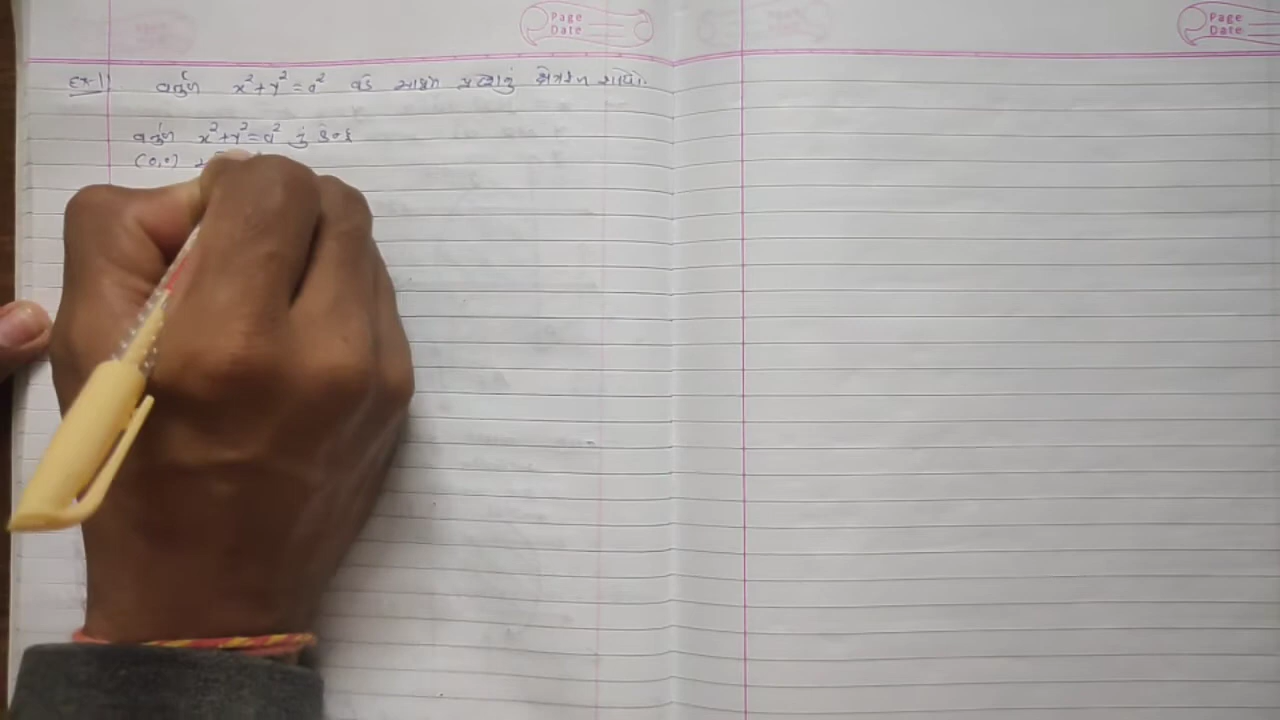 Page
Date
Page
Date
Ex-1 વર્તુળ x² + y² = a² વડે આવૃત્ત પ્રદેશનું ક્ષેત્રફળ શોધો.
વર્તુળ x² + y² = a² નું કેન્દ્ર
(0,0)